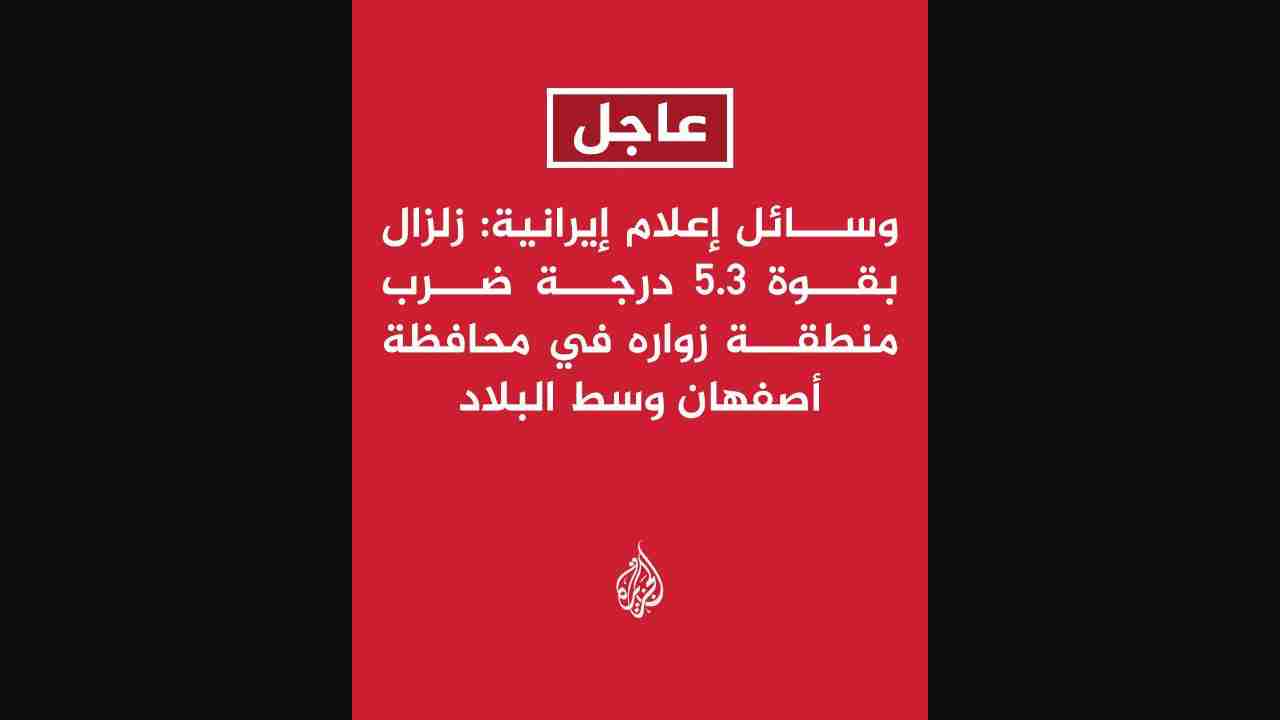 عاجل
وسائل إعلام إيرانية: زلزال
بقوة 5.3 درجة ضرب
منطقة زواره في محافظة
أصفهان وسط البلاد
الجزيرة